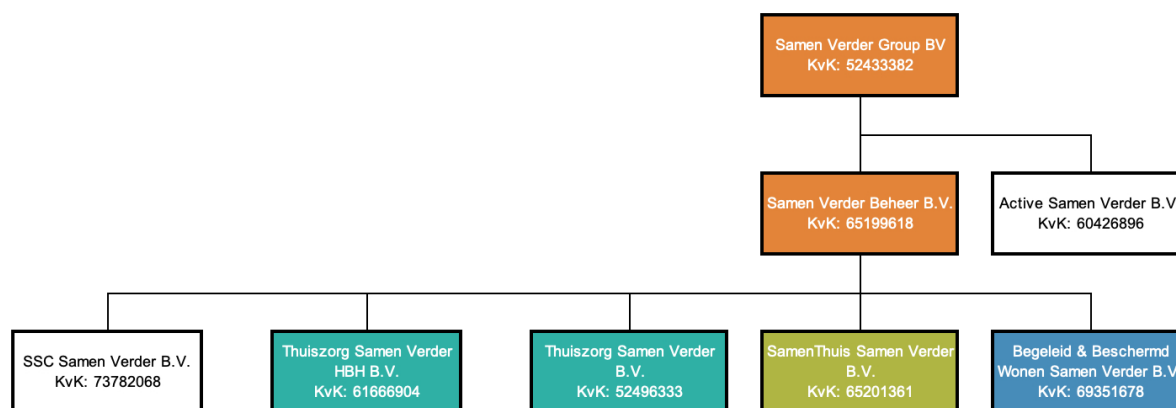 Samen Verder Group BV
KvK: 52433382
Samen Verder Beheer B.V.
KvK: 65199618
Active Samen Verder B.V
KvK: 60426896
SSC Samen Verder B.V.
KvK: 73782068
Thuiszorg Samen Verder
HBH B.V.
KvK: 61666904
Thuiszorg Samen Verder
B.V.
KvK: 52496333
SamenThuis Samen Verder
B.V.
KvK: 65201361
Begeleid & Beschermd
Wonen Samen Verder B.V
KvK: 69351678